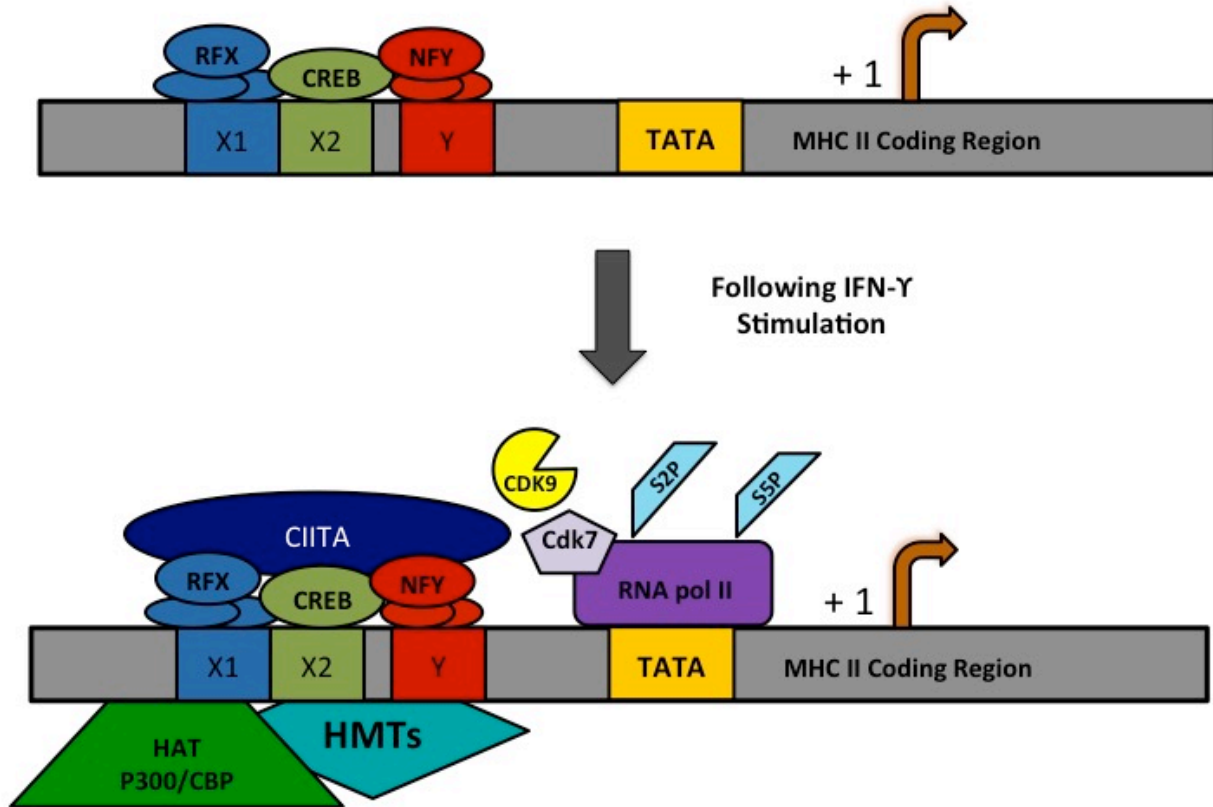 RFX
CREB
NFY
+ 1
X1
X2
Y
TATA
MHC II Coding Region
Following IFN-ϒ
Stimulation
CDK9
S2P
S5P
CIITA
Cdk7
RFX
CREB
NFY
RNA pol II
+ 1
X1
X2
Y
TATA
MHC II Coding Region
HAT
P300/CBP
HMTs